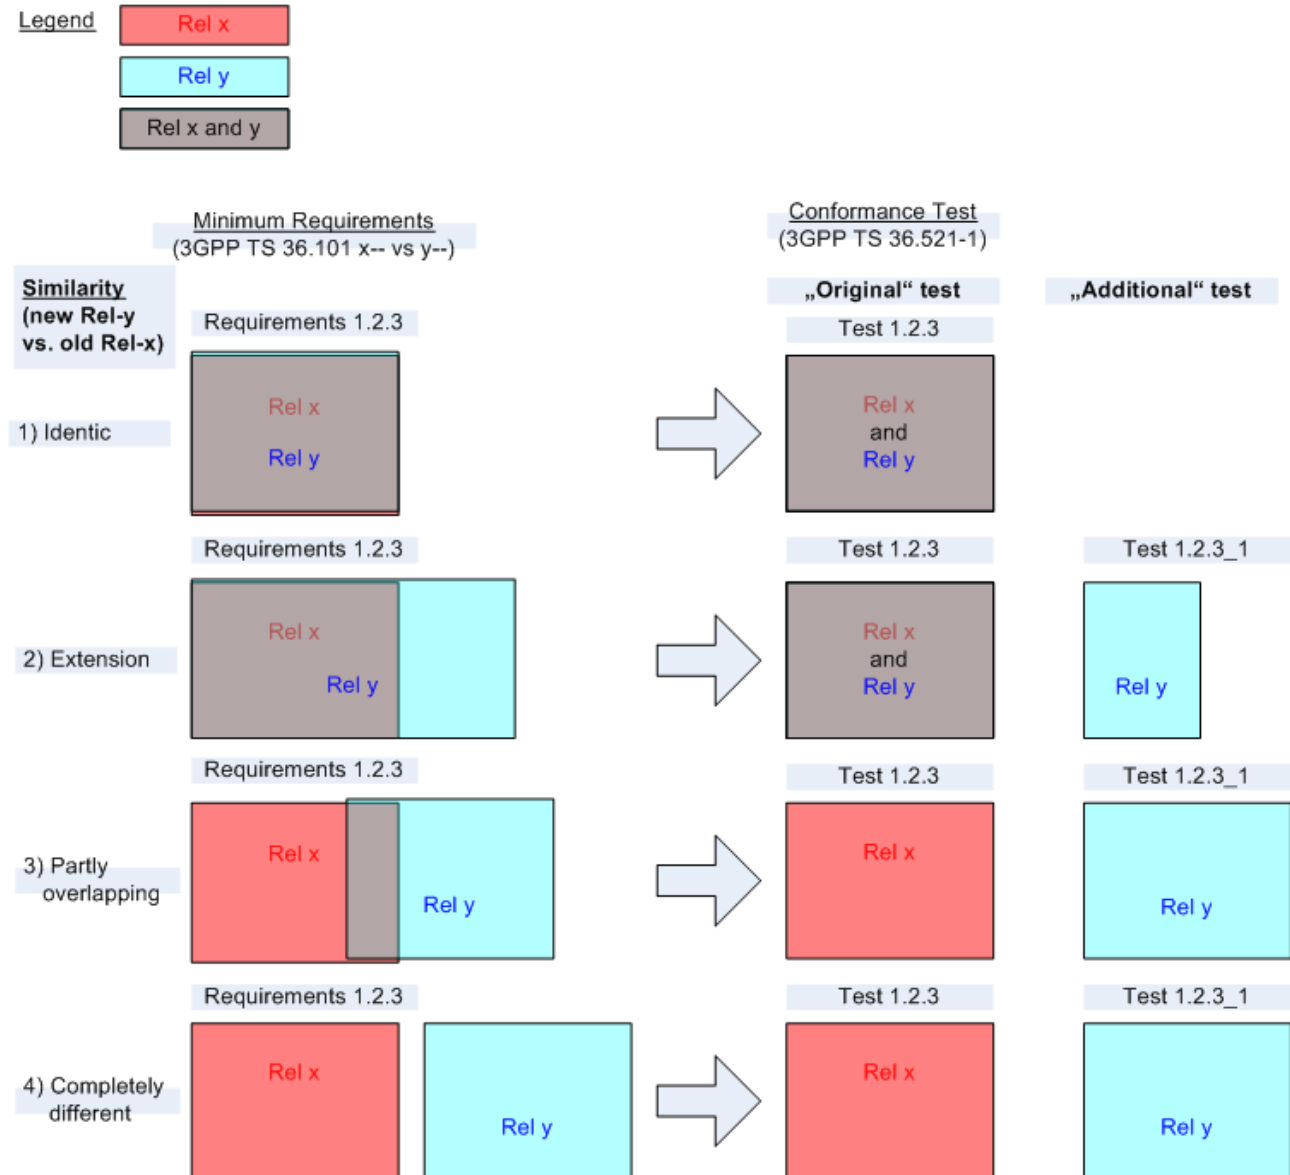 Legend
Rel x
Rel y
Rel x and y
Minimum Requirements
(3GPP TS 36.101 x-- vs y--)
Conformance Test
(3GPP TS 36.521-1)
Similarity
(new Rel-y
vs. old Rel-x)
„Original“ test
„Additional“ test
Requirements 1.2.3
Test 1.2.3
1) Identic
Rel x
Rel y
Rel x
and
Rel y
Requirements 1.2.3
Test 1.2.3
Test 1.2.3_1
2) Extension
Rel x
Rel y
Rel x
and
Rel y
Rel y
Requirements 1.2.3
Test 1.2.3
Test 1.2.3_1
3) Partly
overlapping
Rel x
Rel y
Rel x
Rel y
Requirements 1.2.3
Test 1.2.3
Test 1.2.3_1
4) Completely
different
Rel x
Rel y
Rel x
Rel y